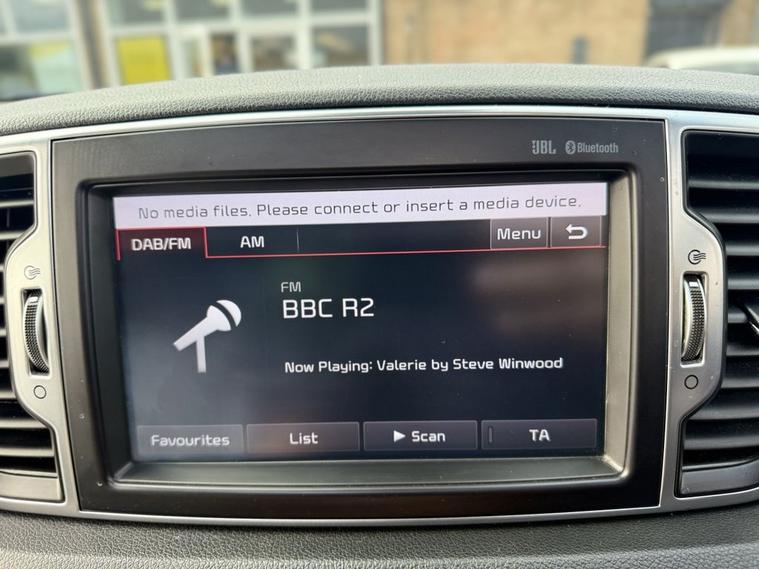 JBL Bluetooth
No media files. Please connect or insert a media device.
DAB/FM AM Menu
FM
BBC R2
Now Playing: Valerie by Steve Winwood
Favourites List Scan TA